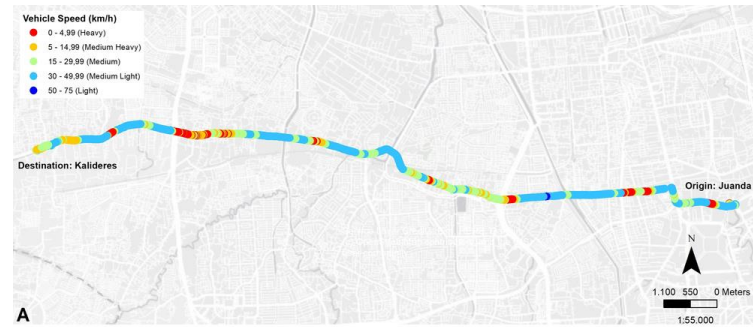 Vehicle Speed (km/h)
0 - 4,99 (Heavy)
5 - 14,99 (Medium Heavy)
15 - 29,99 (Medium)
30 - 49,99 (Medium Light)
50 - 75 (Light)
Destination: Kalideres
Origin: Juanda
N
1.100 550 0 Meters
1:55.000
A